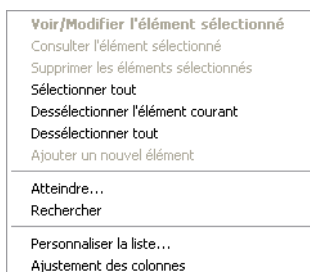 Voir/Modifier l'élément sélectionné
Consulter l'élément sélectionné
Supprimer les éléments sélectionnés
Sélectionner tout
Dessélectionner l'élément courant
Dessélectionner tout
Ajouter un nouvel élément
Atteindre...
Rechercher
Personnaliser la liste...
Ajustement des colonnes